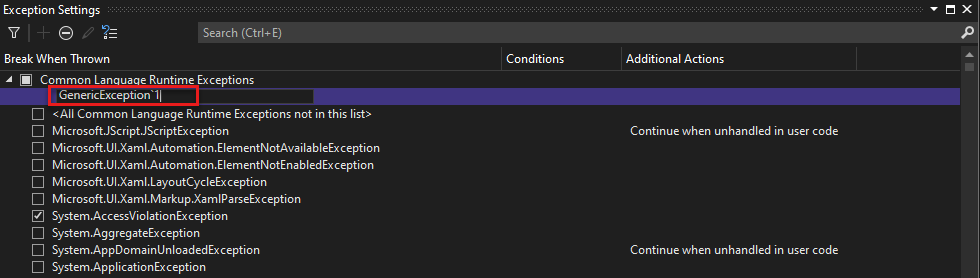 Exception Settings
Search (Ctrl+E)
Break When Thrown Conditions Additional Actions
Common Language Runtime Exceptions
GenericException`1
<All Common Language Runtime Exceptions not in this list>
Microsoft.JScript.JScriptException Continue when unhandled in user code
Microsoft.UI.Xaml.Automation.ElementNotAvailableException
Microsoft.UI.Xaml.Automation.ElementNotEnabledException
Microsoft.UI.Xaml.LayoutCycleException
Microsoft.UI.Xaml.Markup.XamlParseException
System.AccessViolationException
System.AggregateException
System.AppDomainUnloadedException Continue when unhandled in user code
System.ApplicationException